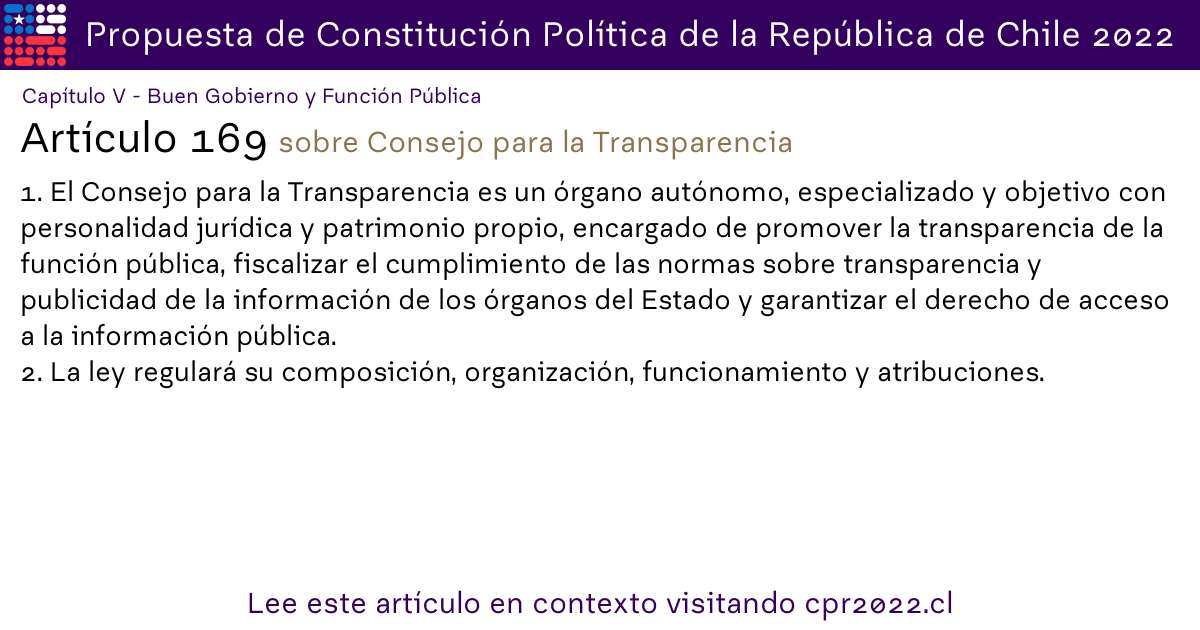 Propuesta de Constitución Política de la República de Chile 2022
Capítulo V - Buen Gobierno y Función Pública
Artículo 169 sobre Consejo para la Transparencia
1. El Consejo para la Transparencia es un órgano autónomo, especializado y objetivo con
personalidad jurídica y patrimonio propio, encargado de promover la transparencia de la
función pública, fiscalizar el cumplimiento de las normas sobre transparencia y
publicidad de la información de los órganos del Estado y garantizar el derecho de acceso
a la información pública.
2. La ley regulará su composición, organización, funcionamiento y atribuciones.
Lee este artículo en contexto visitando cpr2022.cl